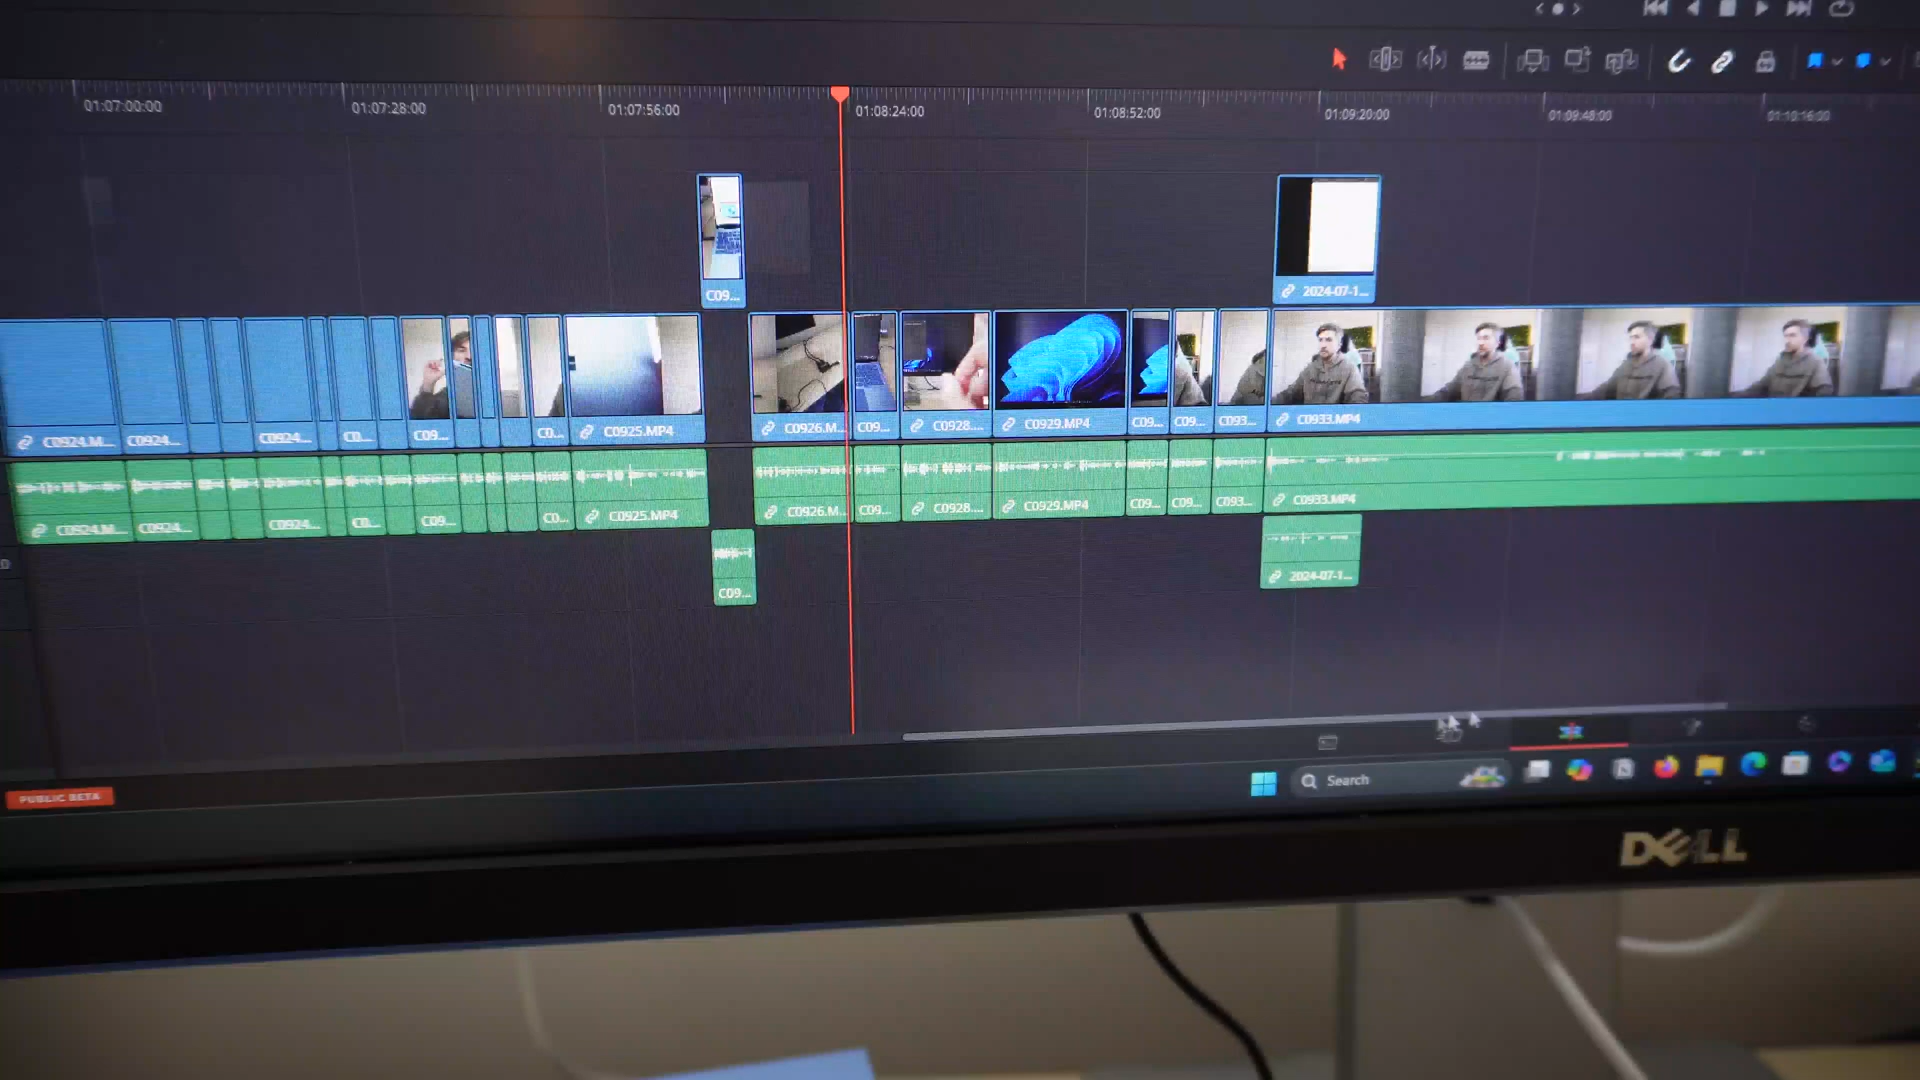 01:07:00:00 01:07:28:00 01:07:56:00 01:08:24:00 01:08:52:00 01:09:20:00 01:09:48:00 01:10:16:00
C09... 2024-07-1...
C0924.M... C0924... C0924... C0... C09... C0... C0925.MP4 C0926.M... C09... C0928.... C0929.MP4 C09... C09... C093... C0933.MP4
C0924.M... C0924... C0924... C0... C09... C0... C0925.MP4 C0926.M... C09... C0928.... C0929.MP4 C09... C09... C093... C0933.MP4
C09... 2024-07-1...
PUBLIC BETA
Search
DELL